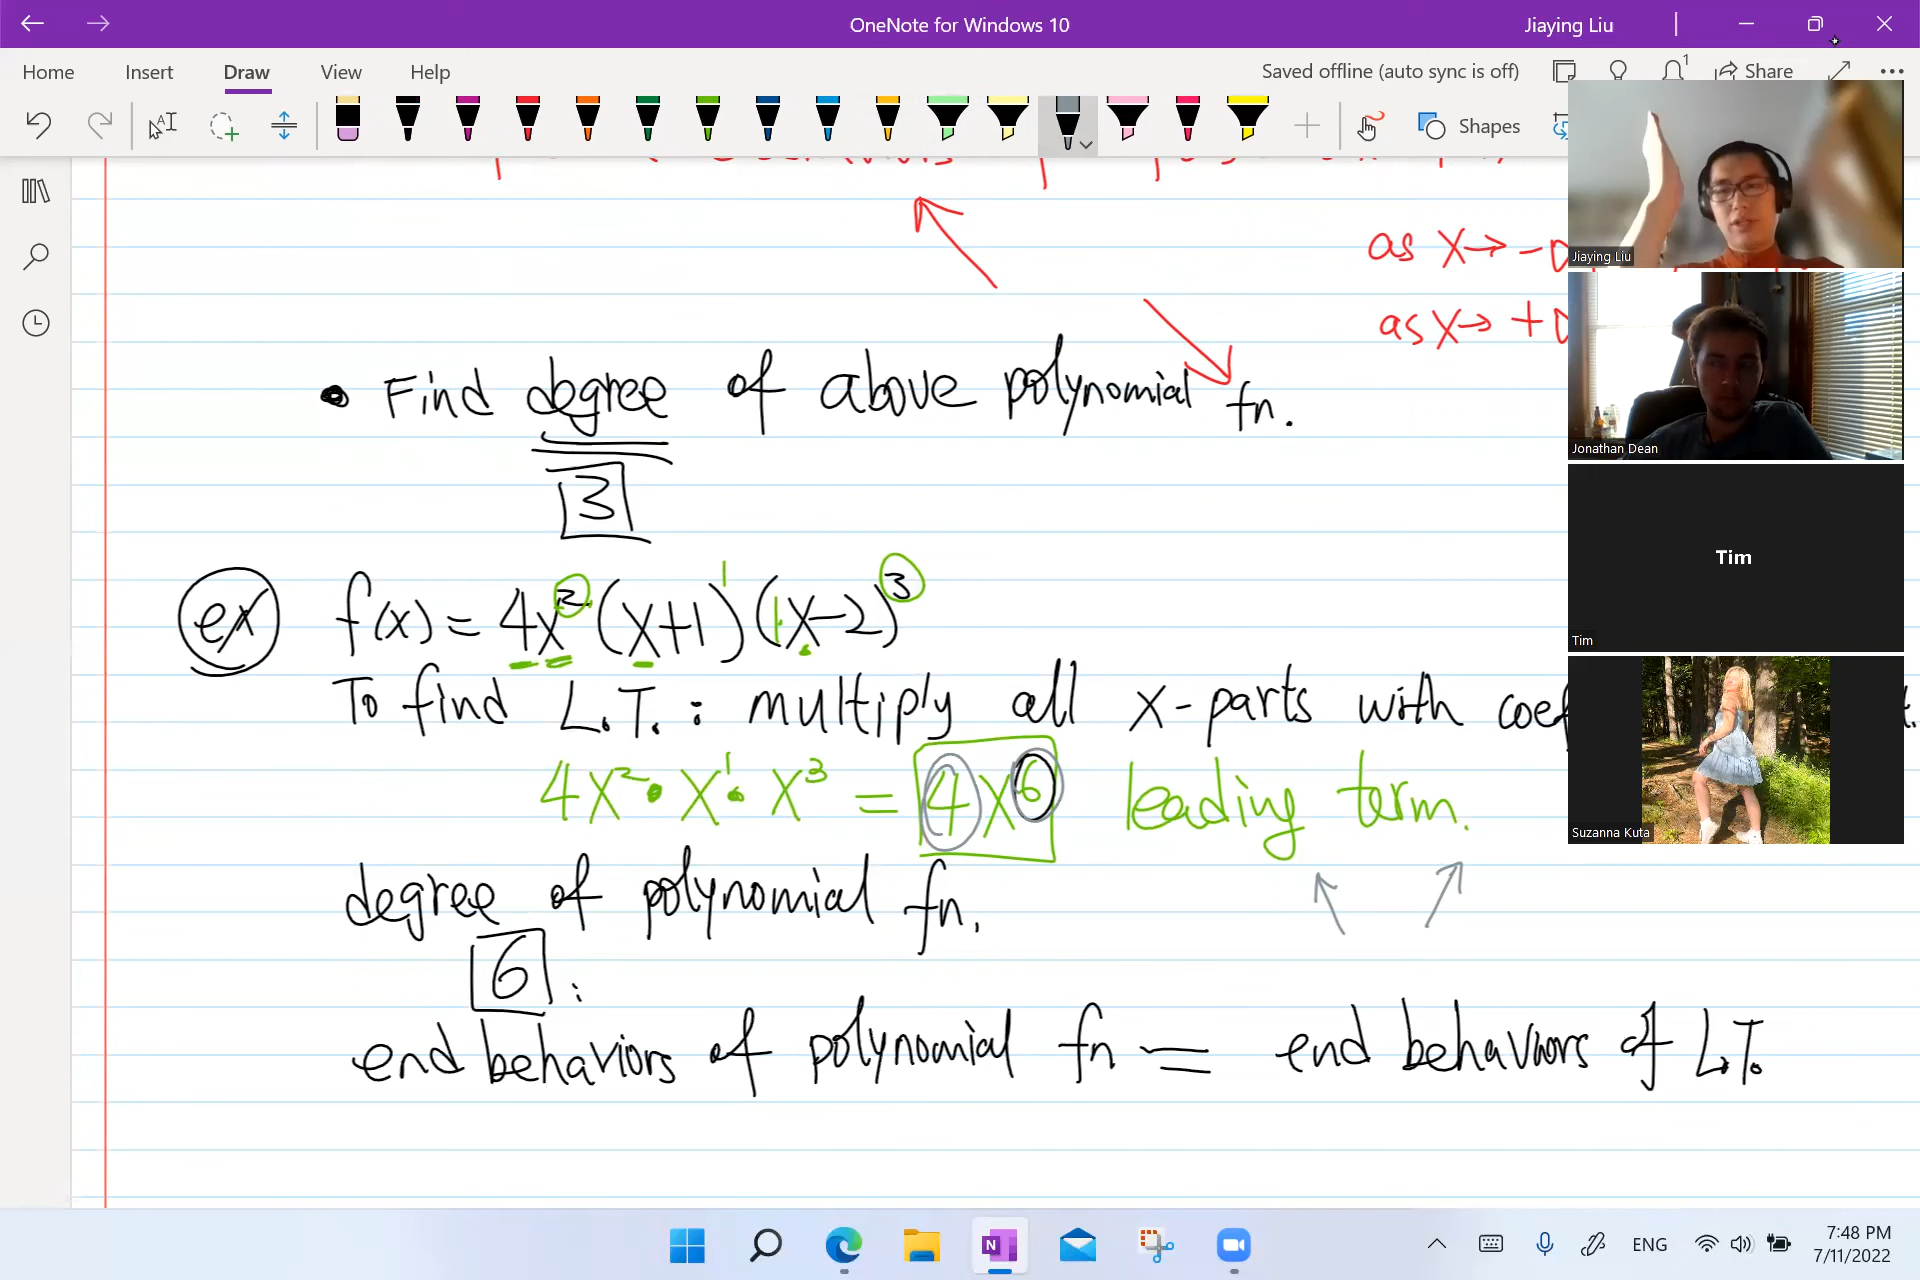 OneNote for Windows 10
Jiaying Liu
Home Insert Draw View Help
Saved offline (auto sync is off)
1
Share
Shapes
as x→ -
as x→ +
Jiaying Liu
• Find degree of above polynomial fn.
3
Jonathan Dean
Tim
Tim
ex f(x) = 4x² (x+1)¹ (1x-2)³
To find L.T. : multiply all x-parts with coef
4x² • x¹ • x³ = 4x⁶ leading term.
Suzanna Kuta
degree of polynomial fn.
6 :
end behaviors of polynomial fn = end behaviors of L.T.
ENG
7:48 PM
7/11/2022